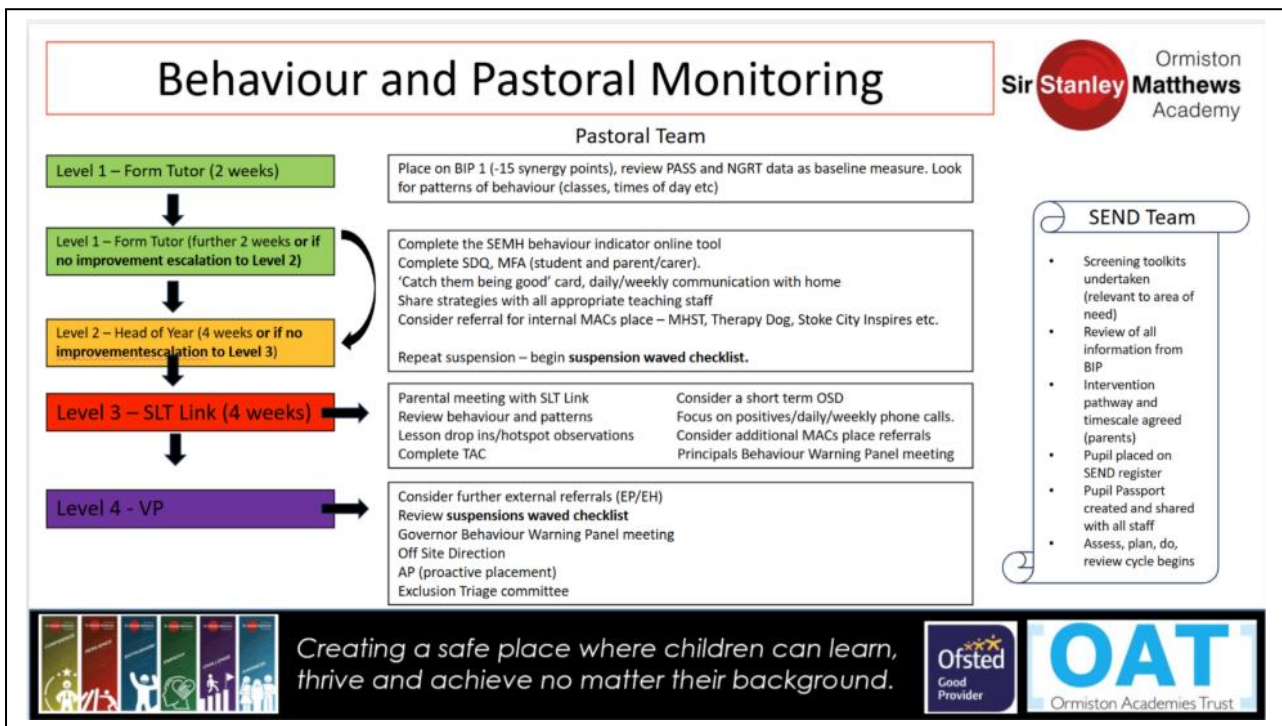 Behaviour and Pastoral Monitoring
Ormiston
Sir Stanley Matthews
Academy
Pastoral Team
Level 1 – Form Tutor (2 weeks)
Place on BIP 1 (-15 synergy points), review PASS and NGRT data as baseline measure. Look
for patterns of behaviour (classes, times of day etc)
Level 1 – Form Tutor (further 2 weeks or if
no improvement escalation to Level 2)
Level 2 – Head of Year (4 weeks or if no
improvementescalation to Level 3)
Complete the SEMH behaviour indicator online tool
Complete SDQ, MFA (student and parent/carer).
‘Catch them being good’ card, daily/weekly communication with home
Share strategies with all appropriate teaching staff
Consider referral for internal MACs place – MHST, Therapy Dog, Stoke City Inspires etc.
Repeat suspension – begin suspension waved checklist.
Level 3 – SLT Link (4 weeks)
Parental meeting with SLT Link
Review behaviour and patterns
Lesson drop ins/hotspot observations
Complete TAC
Consider a short term OSD
Focus on positives/daily/weekly phone calls.
Consider additional MACs place referrals
Principals Behaviour Warning Panel meeting
Level 4 - VP
Consider further external referrals (EP/EH)
Review suspensions waved checklist
Governor Behaviour Warning Panel meeting
Off Site Direction
AP (proactive placement)
Exclusion Triage committee
SEND Team
• Screening toolkits
undertaken
(relevant to area of
need)
• Review of all
information from
BIP
• Intervention
pathway and
timescale agreed
(parents)
• Pupil placed on
SEND register
• Pupil Passport
created and shared
with all staff
• Assess, plan, do,
review cycle begins
Creating a safe place where children can learn,
thrive and achieve no matter their background.
Ofsted
Good
Provider
OAT
Ormiston Academies Trust